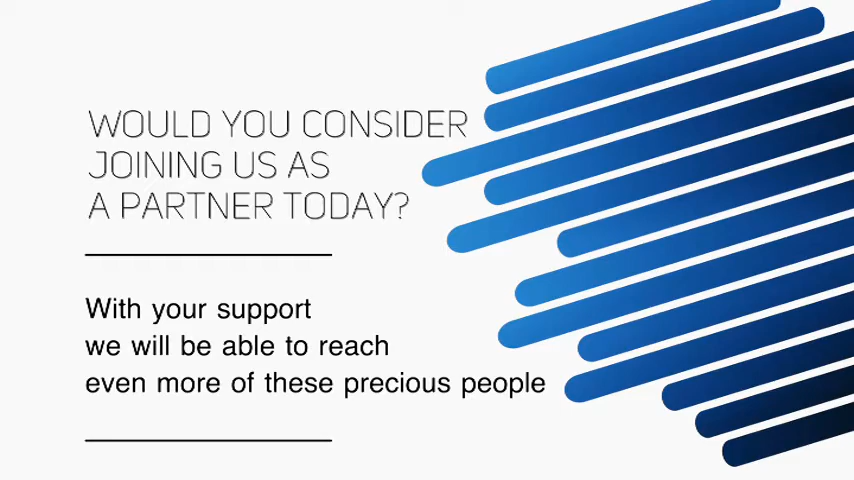 WOULD YOU CONSIDER
JOINING US AS
A PARTNER TODAY?
With your support
we will be able to reach
even more of these precious people